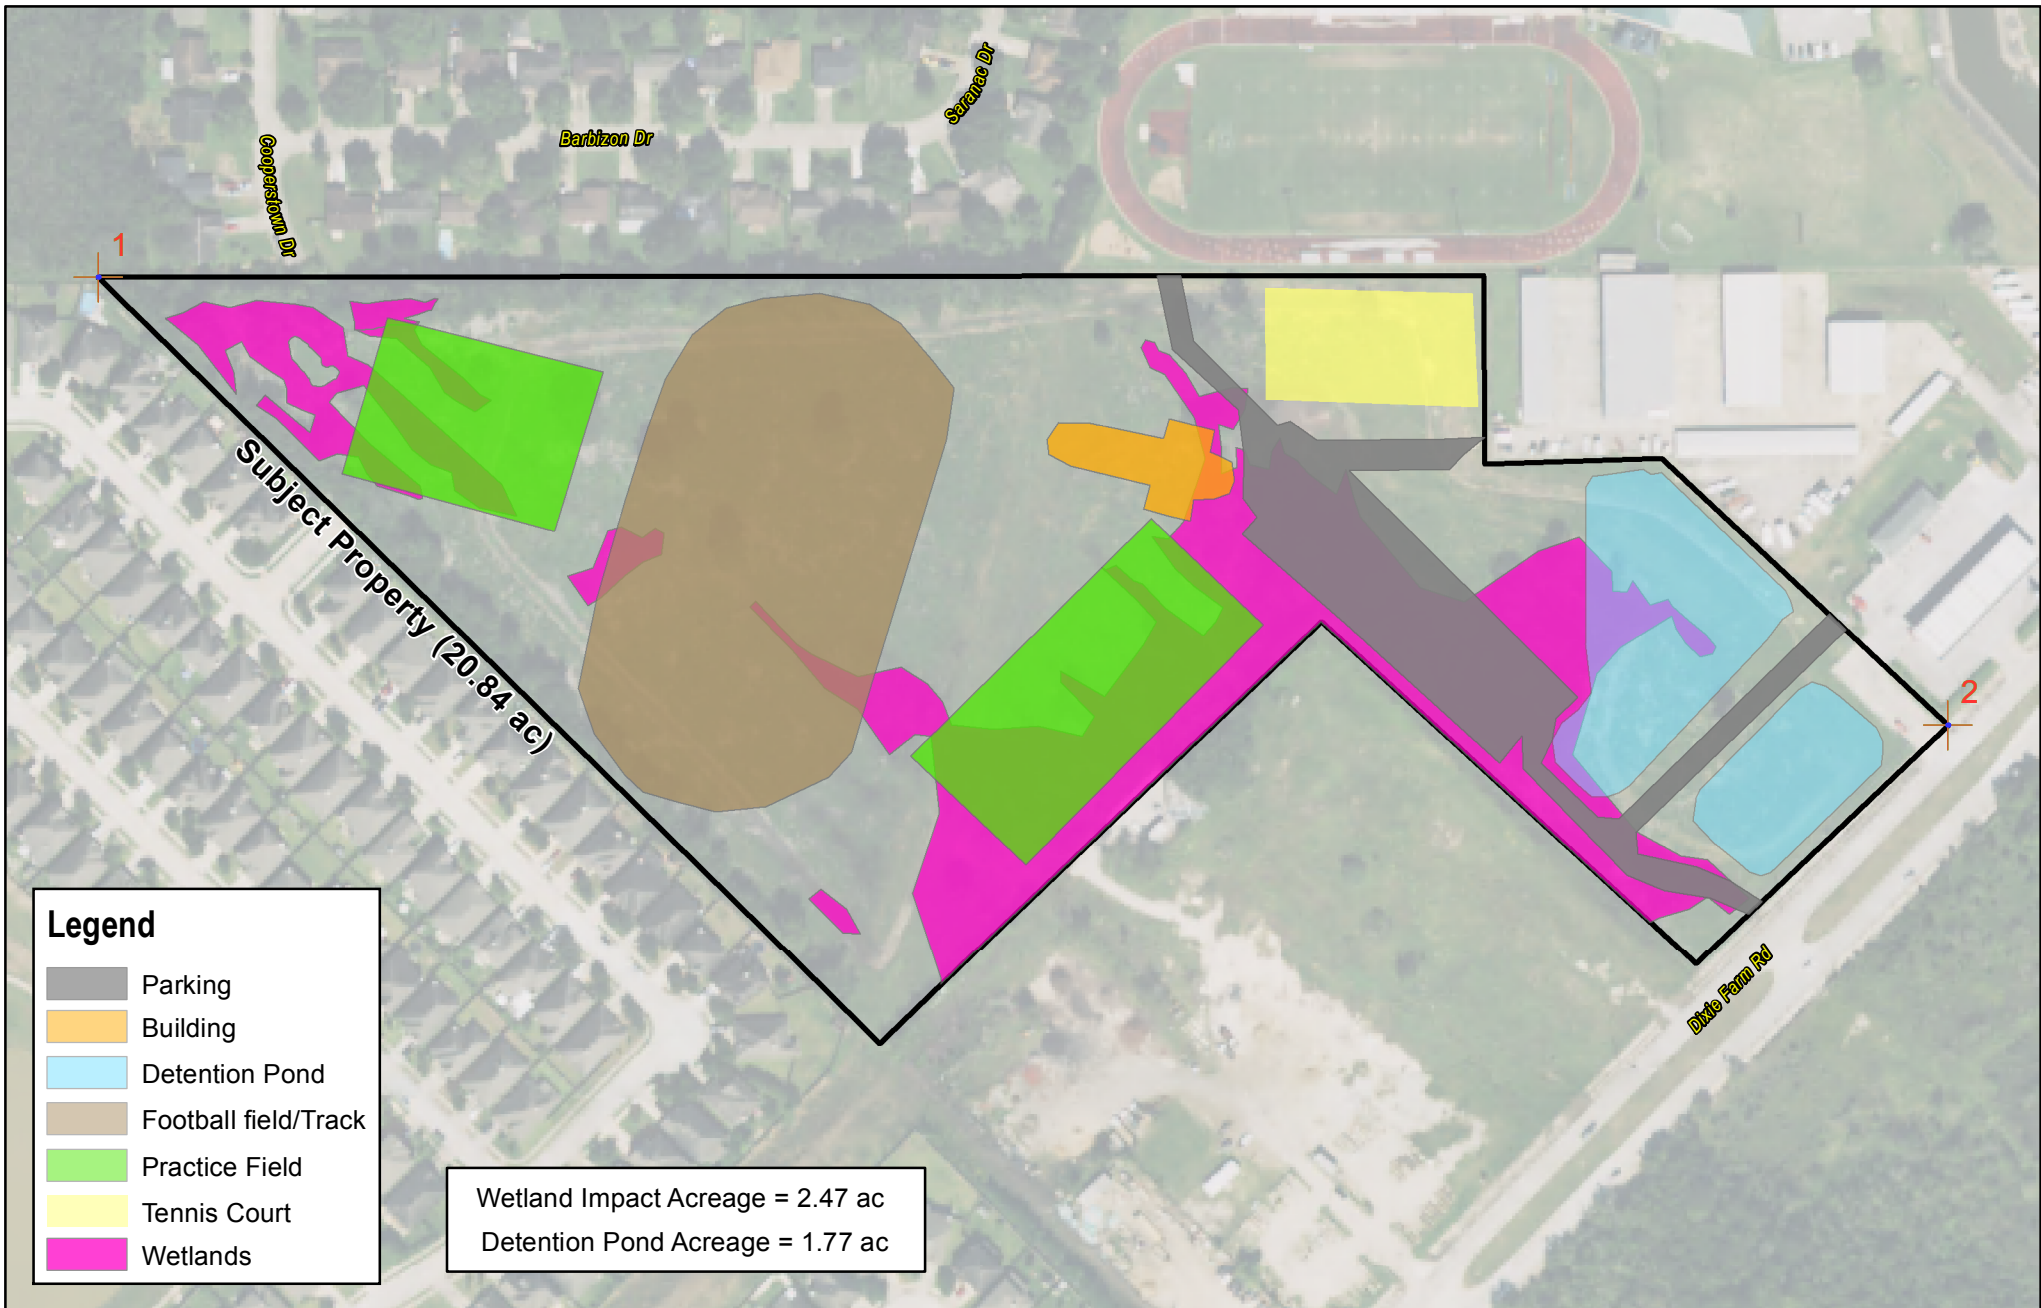 Saranac Dr
Barbizon Dr
Cooperstown Dr
1
Subject Property (20.84 ac)
2
Dixie Farm Rd
Legend
Parking
Building
Detention Pond
Football field/Track
Practice Field
Tennis Court
Wetlands
Wetland Impact Acreage = 2.47 ac
Detention Pond Acreage = 1.77 ac